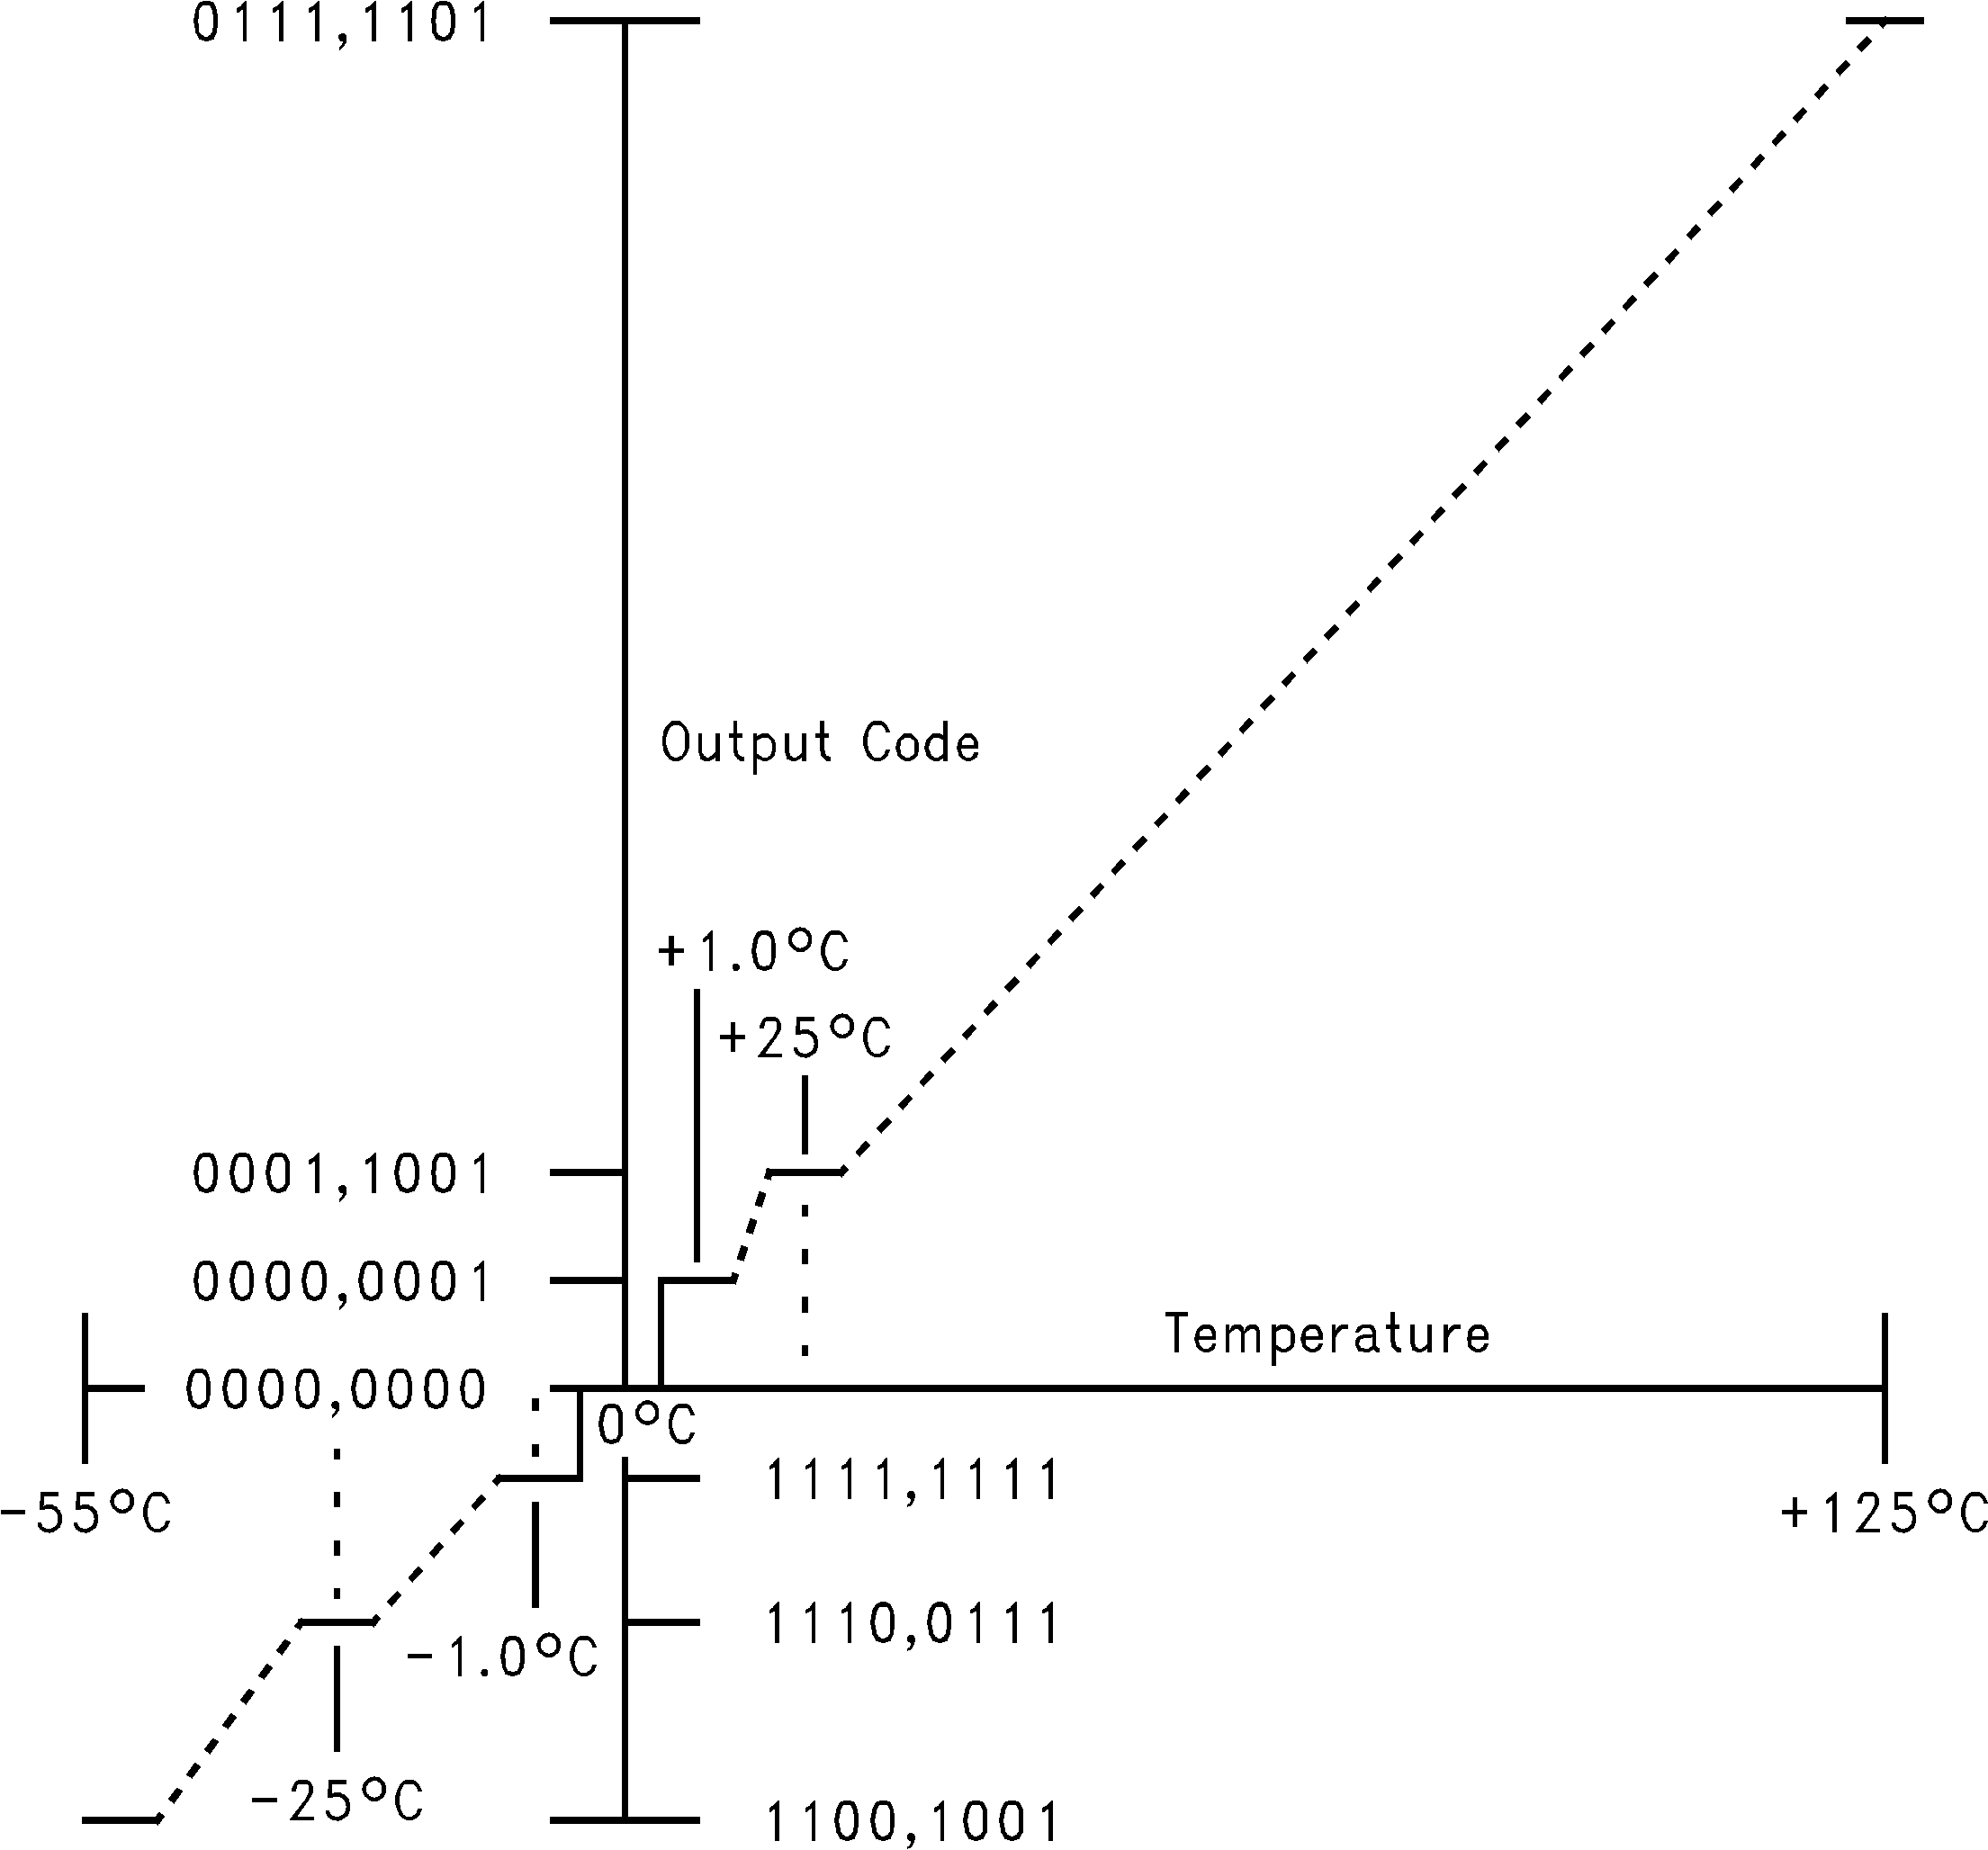 0111,1101
Output Code
+1.0°C
+25°C
0001,1001
0000,0001
Temperature
0000,0000
0°C
1111,1111
-55°C
+125°C
1110,0111
-1.0°C
-25°C
1100,1001